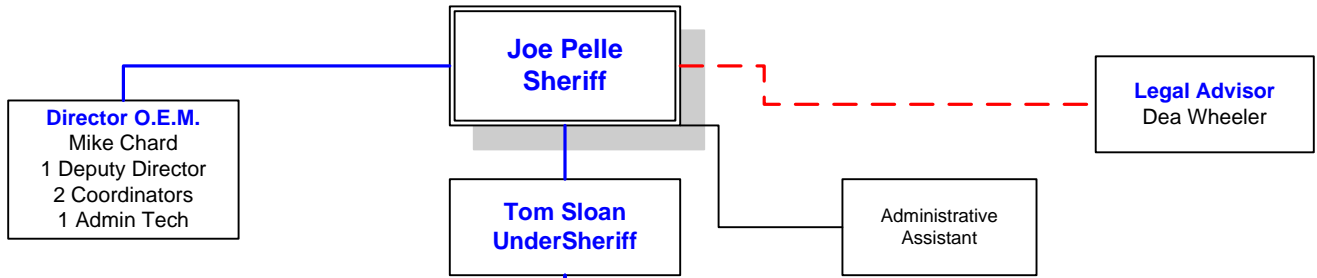 Joe Pelle
Sheriff
Director O.E.M.
Mike Chard
1 Deputy Director
2 Coordinators
1 Admin Tech
Legal Advisor
Dea Wheeler
Tom Sloan
UnderSheriff
Administrative
Assistant